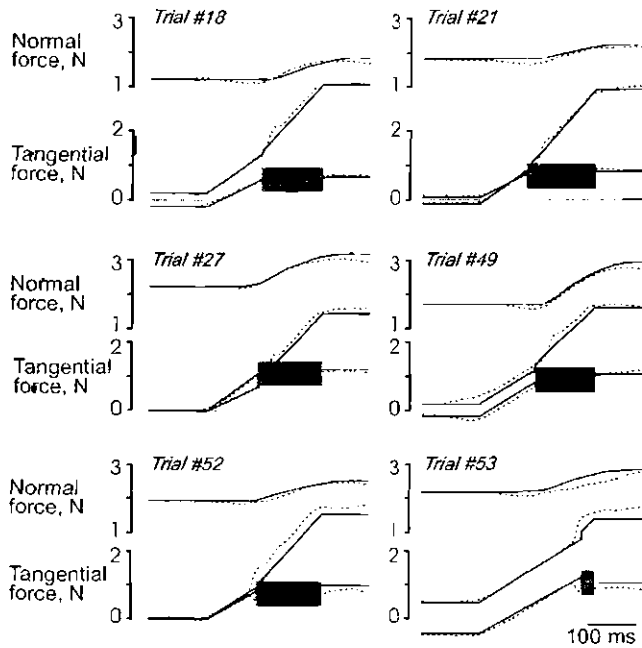 Trial #18
Trial #21
Normal
force, N
3
1
Tangential
force, N
2
0
3
1
2
0
Trial #27
Trial #49
Normal
force, N
3
1
Tangential
force, N
2
0
3
1
2
0
Trial #52
Trial #53
Normal
force, N
3
1
Tangential
force, N
2
0
3
1
2
0
100 ms